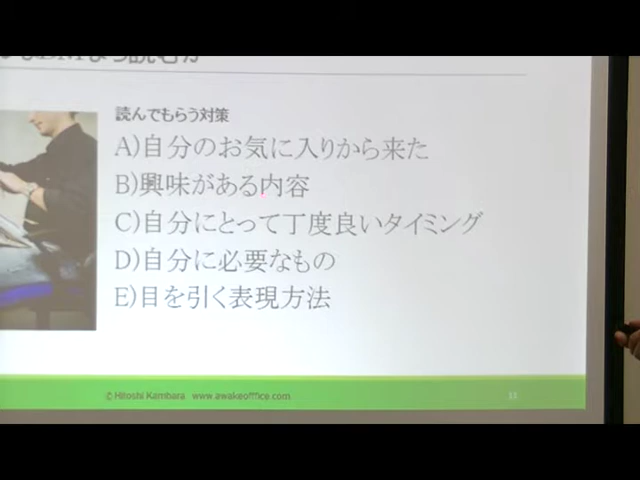 読んでもらう対策
A)自分のお気に入りから来た
B)興味がある内容
C)自分にとって丁度良いタイミング
D)自分に必要なもの
E)目を引く表現方法
© Hitoshi Kambara www.awakeoffice.com